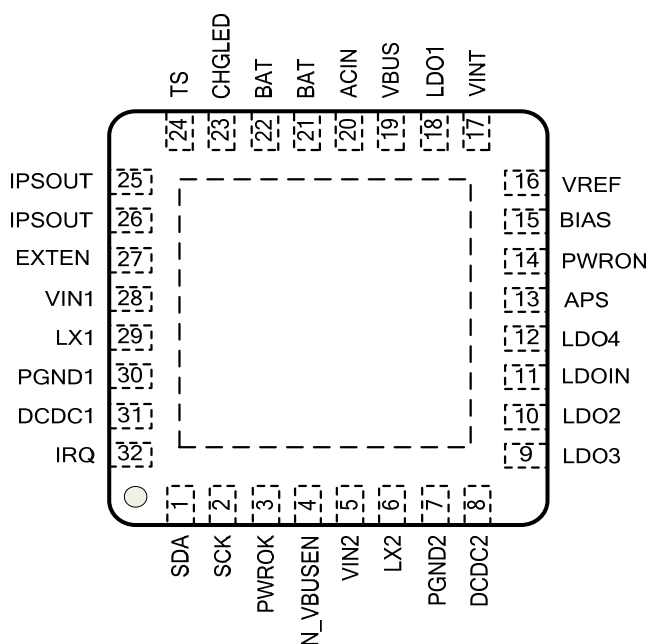 TS CHGLED BAT BAT ACIN VBUS LDO1 VINT
24 23 22 21 20 19 18 17
IPSOUT 25
IPSOUT 26
EXTEN 27
VIN1 28
LX1 29
PGND1 30
DCDC1 31
IRQ 32
16 VREF
15 BIAS
14 PWRON
13 APS
12 LDO4
11 LDOIN
10 LDO2
9 LDO3
1 2 3 4 5 6 7 8
SDA SCK PWROK N_VBUSEN VIN2 LX2 PGND2 DCDC2